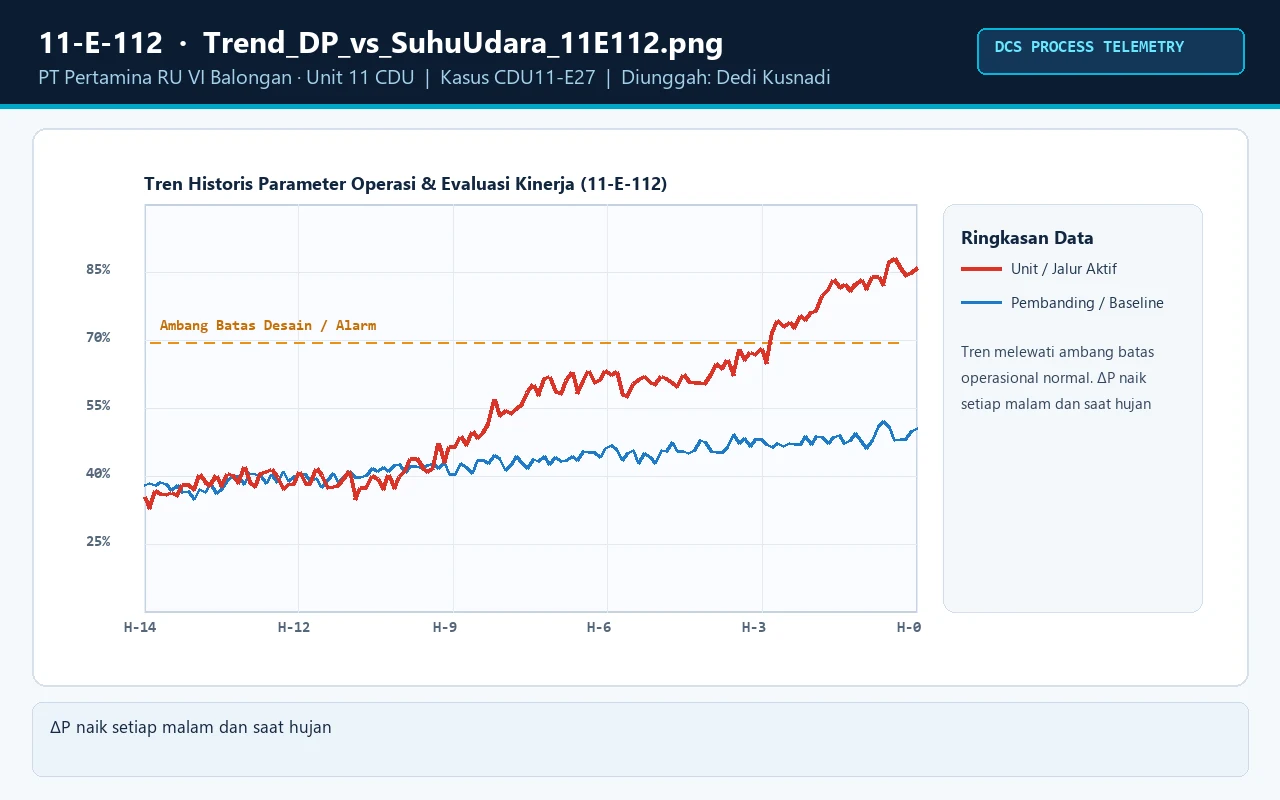 11-E-112 · Trend_DP_vs_SuhuUdara_11E112.png
PT Pertamina RU VI Balongan · Unit 11 CDU | Kasus CDU11-E27 | Diunggah: Dedi Kusnadi
DCS PROCESS TELEMETRY
Tren Historis Parameter Operasi & Evaluasi Kinerja (11-E-112)
85%
70%
55%
40%
25%
Ambang Batas Desain / Alarm
H-14
H-12
H-9
H-6
H-3
H-0
Ringkasan Data
Unit / Jalur Aktif
Pembanding / Baseline
Tren melewati ambang batas
operasional normal. ΔP naik
setiap malam dan saat hujan
ΔP naik setiap malam dan saat hujan